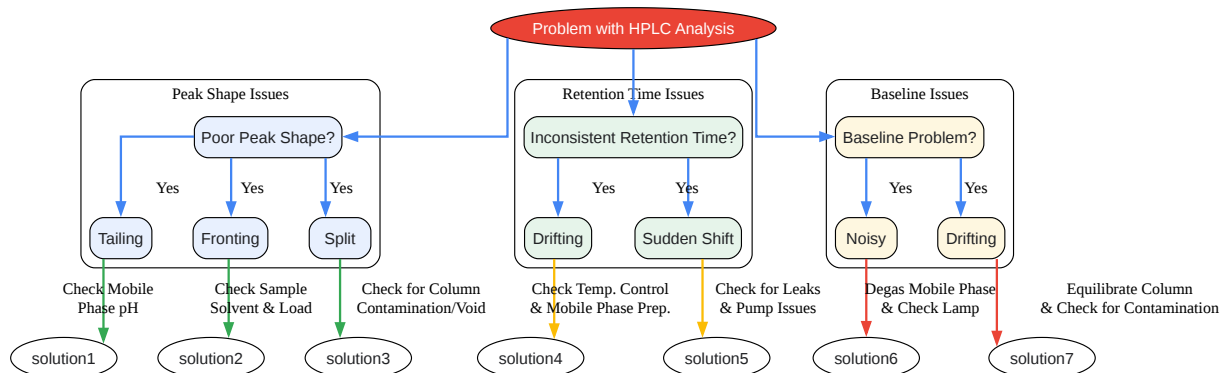 Problem with HPLC Analysis
Peak Shape Issues
Retention Time Issues
Baseline Issues
Poor Peak Shape?
Inconsistent Retention Time?
Baseline Problem?
Yes
Yes
Yes
Yes
Yes
Yes
Yes
Tailing
Fronting
Split
Drifting
Sudden Shift
Noisy
Drifting
Check Mobile
Phase pH
Check Sample
Solvent & Load
Check for Column
Contamination/Void
Check Temp. Control
& Mobile Phase Prep.
Check for Leaks
& Pump Issues
Degas Mobile Phase
& Check Lamp
Equilibrate Column
& Check for Contamination
solution1
solution2
solution3
solution4
solution5
solution6
solution7